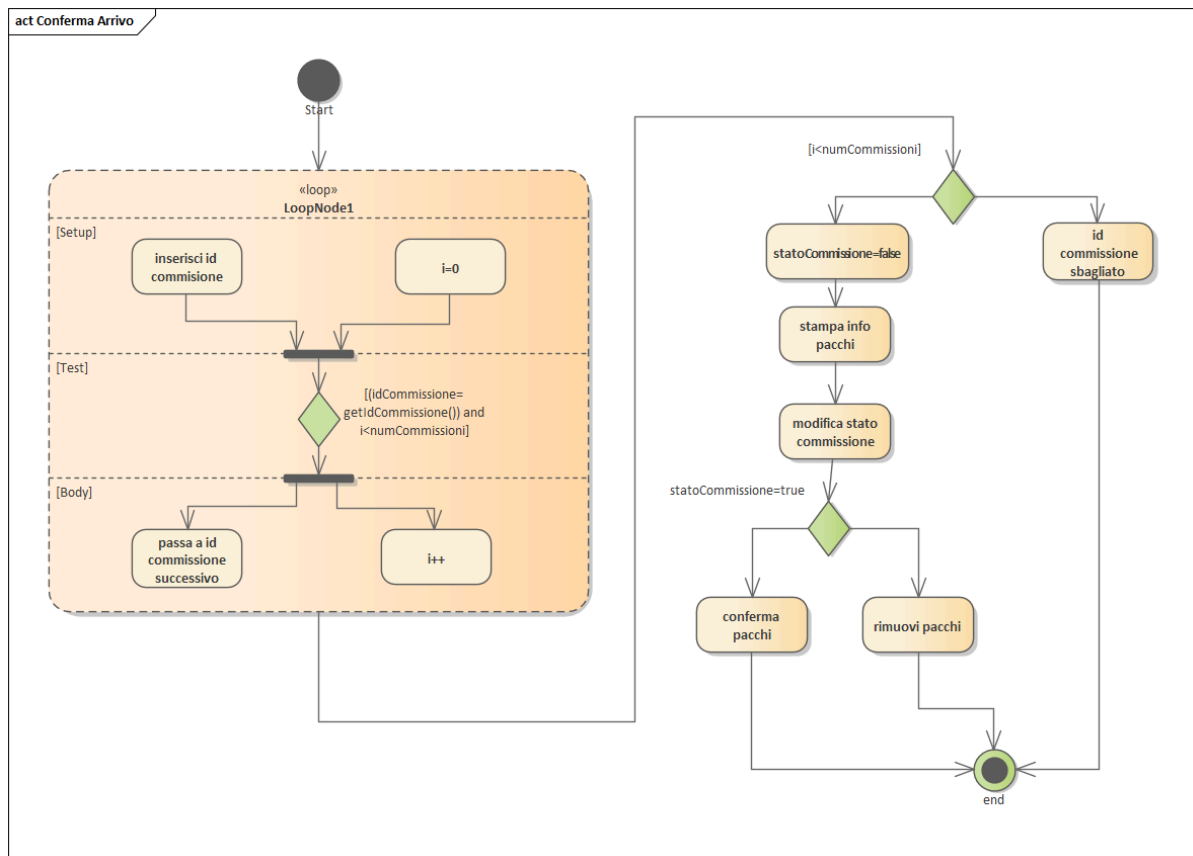 act Conferma Arrivo
Start
«loop»
LoopNode1
[Setup]
inserisci id
commisione
i=0
[Test]
[(idCommissione=
getIdCommissione()) and
i<numCommissioni]
[Body]
passa a id
commissione
successivo
i++
[i<numCommissioni]
statoCommissione=false
id
commissione
sbagliato
stampa info
pacchi
modifica stato
commissione
statoCommissione=true
conferma
pacchi
rimuovi pacchi
end